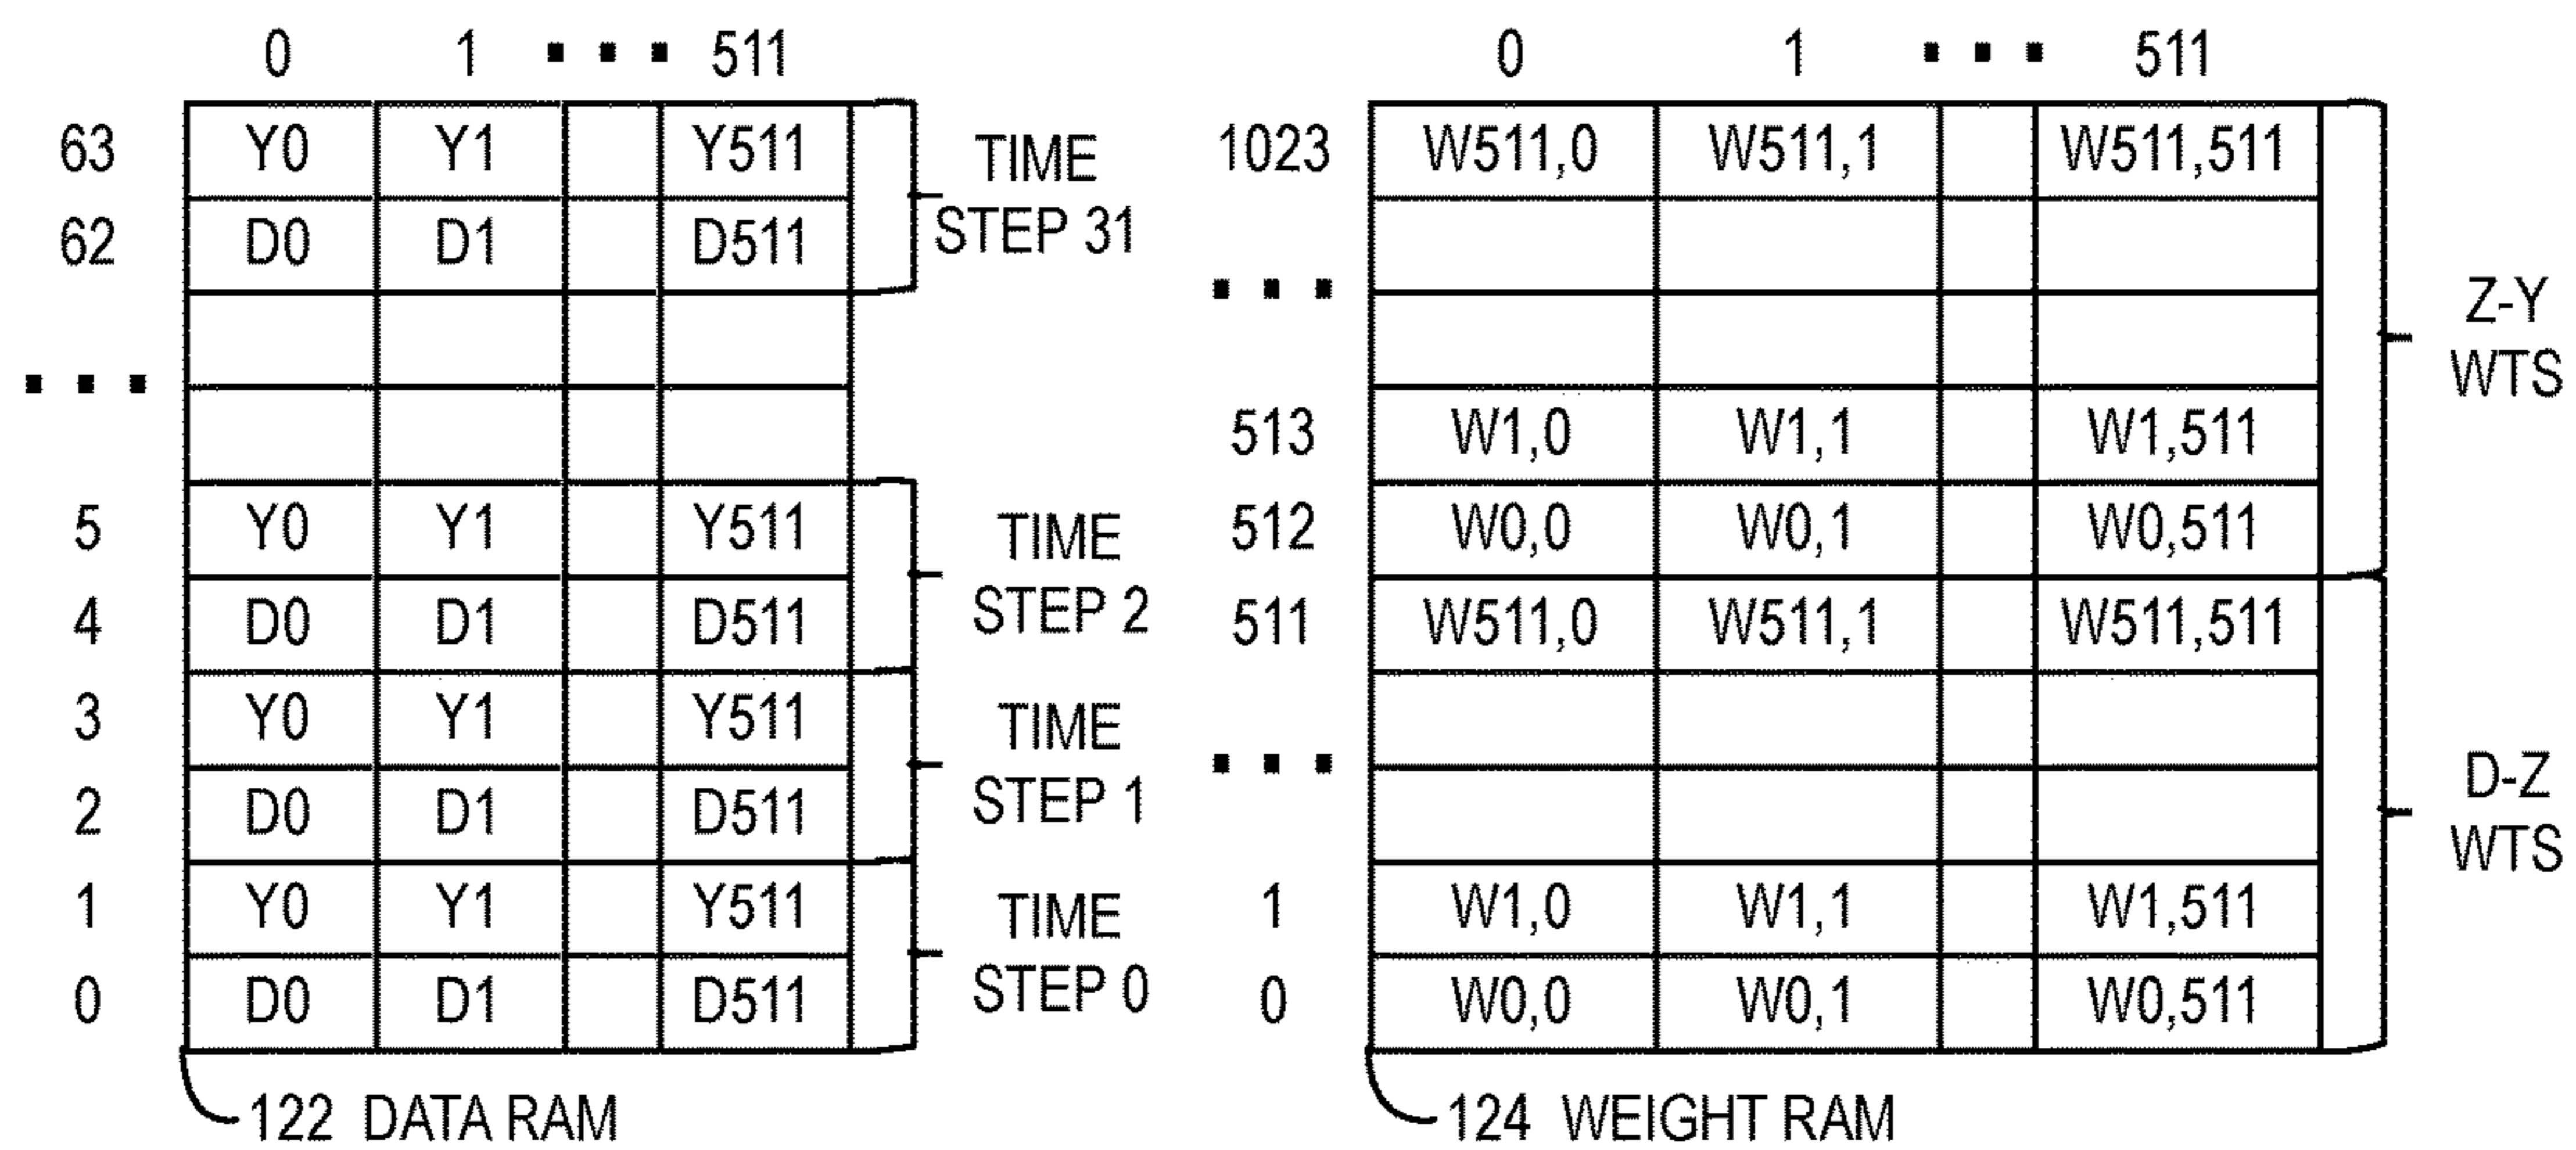 0 1 ... 511
63 Y0 Y1 Y511
62 D0 D1 D511
TIME
STEP 31
...
5 Y0 Y1 Y511
4 D0 D1 D511
TIME
STEP 2
3 Y0 Y1 Y511
2 D0 D1 D511
TIME
STEP 1
1 Y0 Y1 Y511
0 D0 D1 D511
TIME
STEP 0
122 DATA RAM
0 1 ... 511
1023 W511,0 W511,1 W511,511
...
513 W1,0 W1,1 W1,511
512 W0,0 W0,1 W0,511
Z-Y
WTS
511 W511,0 W511,1 W511,511
...
1 W1,0 W1,1 W1,511
0 W0,0 W0,1 W0,511
D-Z
WTS
124 WEIGHT RAM